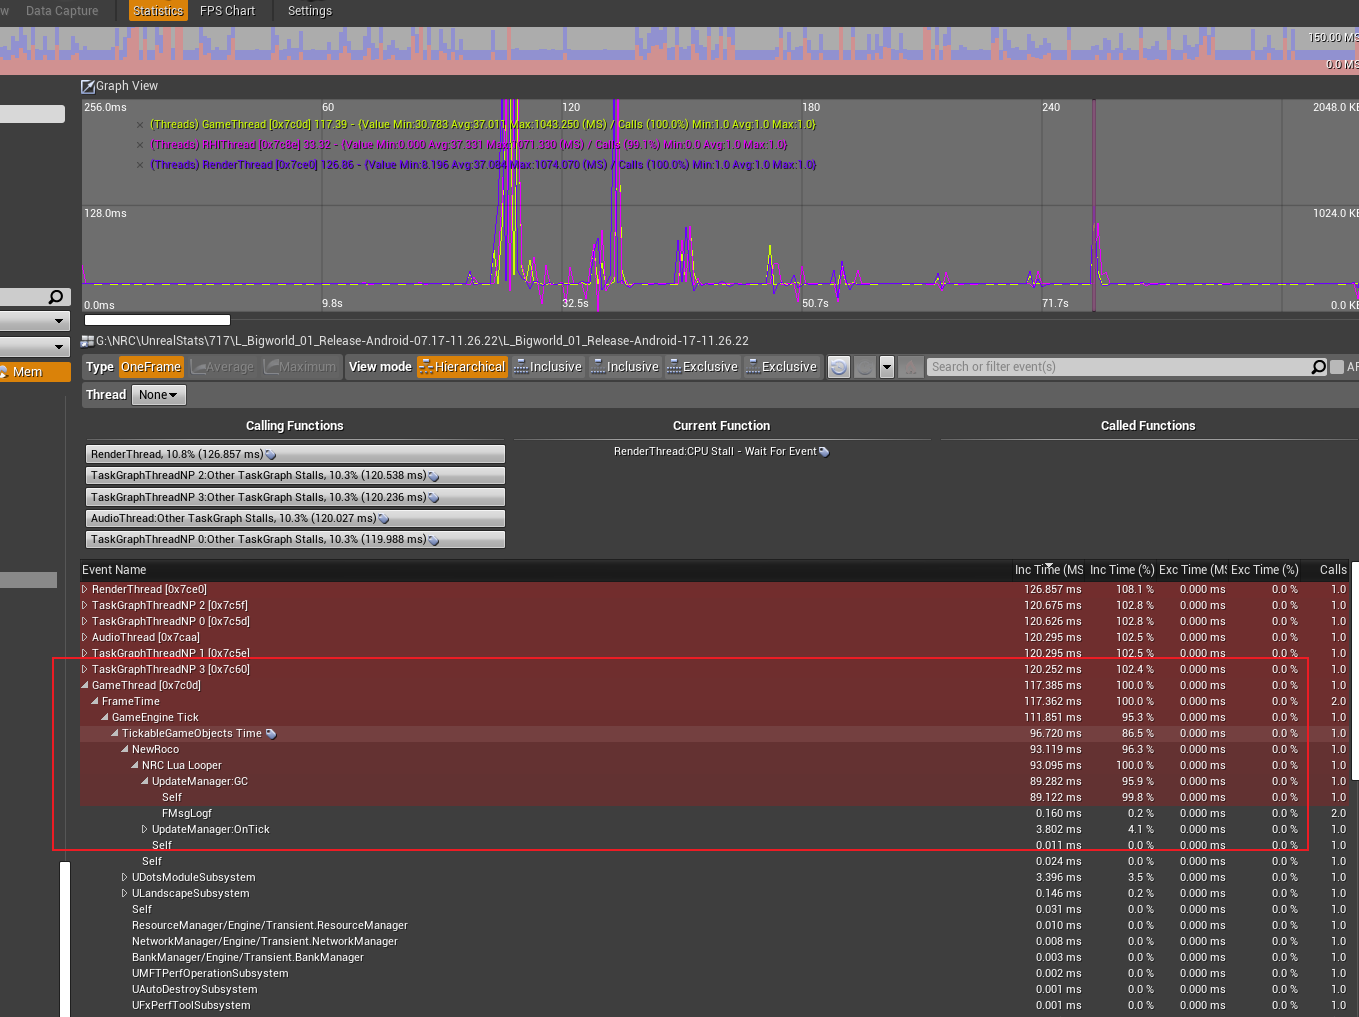 w Data Capture Statistics FPS Chart Settings
150.00 MS
0.0 MS
Graph View
256.0ms 60 120 180 240 2048.0 KB
(Threads) GameThread [0x7c0d] 117.39 - {Value Min:30.783 Avg:37.011 Max:1043.250 (MS) / Calls (100.0%) Min:1.0 Avg:1.0 Max:1.0}
(Threads) RHIThread [0x7c8e] 33.32 - {Value Min:0.000 Avg:37.331 Max:1071.330 (MS) / Calls (99.1%) Min:0.0 Avg:1.0 Max:1.0}
(Threads) RenderThread [0x7ce0] 126.86 - {Value Min:8.196 Avg:37.084 Max:1074.070 (MS) / Calls (100.0%) Min:1.0 Avg:1.0 Max:1.0}
128.0ms 1024.0 KB
0.0ms 9.8s 32.5s 50.7s 71.7s 0.0 KB
G:\NRC\UnrealStats\717\L_Bigworld_01_Release-Android-07.17-11.26.22\L_Bigworld_01_Release-Android-17-11.26.22
Mem Type OneFrame Average Maximum View mode Hierarchical Inclusive Inclusive Exclusive Exclusive Search or filter event(s)
Thread None
Calling Functions Current Function Called Functions
RenderThread, 10.8% (126.857 ms) RenderThread:CPU Stall - Wait For Event
TaskGraphThreadNP 2:Other TaskGraph Stalls, 10.3% (120.538 ms)
TaskGraphThreadNP 3:Other TaskGraph Stalls, 10.3% (120.236 ms)
AudioThread:Other TaskGraph Stalls, 10.3% (120.027 ms)
TaskGraphThreadNP 0:Other TaskGraph Stalls, 10.3% (119.988 ms)
Event Name Inc Time (MS Inc Time (%) Exc Time (MS Exc Time (%) Calls
RenderThread [0x7ce0] 126.857 ms 108.1 % 0.000 ms 0.0 % 1.0
TaskGraphThreadNP 2 [0x7c5f] 120.675 ms 102.8 % 0.000 ms 0.0 % 1.0
TaskGraphThreadNP 0 [0x7c5d] 120.626 ms 102.8 % 0.000 ms 0.0 % 1.0
AudioThread [0x7caa] 120.295 ms 102.5 % 0.000 ms 0.0 % 1.0
TaskGraphThreadNP 1 [0x7c5e] 120.295 ms 102.5 % 0.000 ms 0.0 % 1.0
TaskGraphThreadNP 3 [0x7c60] 120.252 ms 102.4 % 0.000 ms 0.0 % 1.0
GameThread [0x7c0d] 117.385 ms 100.0 % 0.000 ms 0.0 % 1.0
FrameTime 117.362 ms 100.0 % 0.000 ms 0.0 % 2.0
GameEngine Tick 111.851 ms 95.3 % 0.000 ms 0.0 % 1.0
TickableGameObjects Time 96.720 ms 86.5 % 0.000 ms 0.0 % 1.0
NewRoco 93.119 ms 96.3 % 0.000 ms 0.0 % 1.0
NRC Lua Looper 93.095 ms 100.0 % 0.000 ms 0.0 % 1.0
UpdateManager:GC 89.282 ms 95.9 % 0.000 ms 0.0 % 1.0
Self 89.122 ms 99.8 % 0.000 ms 0.0 % 1.0
FMsgLogf 0.160 ms 0.2 % 0.000 ms 0.0 % 2.0
UpdateManager:OnTick 3.802 ms 4.1 % 0.000 ms 0.0 % 1.0
Self 0.011 ms 0.0 % 0.000 ms 0.0 % 1.0
Self 0.024 ms 0.0 % 0.000 ms 0.0 % 1.0
UDotsModuleSubsystem 3.396 ms 3.5 % 0.000 ms 0.0 % 1.0
ULandscapeSubsystem 0.146 ms 0.2 % 0.000 ms 0.0 % 1.0
Self 0.031 ms 0.0 % 0.000 ms 0.0 % 1.0
ResourceManager/Engine/Transient.ResourceManager 0.010 ms 0.0 % 0.000 ms 0.0 % 1.0
NetworkManager/Engine/Transient.NetworkManager 0.008 ms 0.0 % 0.000 ms 0.0 % 1.0
BankManager/Engine/Transient.BankManager 0.003 ms 0.0 % 0.000 ms 0.0 % 1.0
UMFTPerfOperationSubsystem 0.002 ms 0.0 % 0.000 ms 0.0 % 1.0
UAutoDestroySubsystem 0.001 ms 0.0 % 0.000 ms 0.0 % 1.0
UFxPerfToolSubsystem 0.001 ms 0.0 % 0.000 ms 0.0 % 1.0